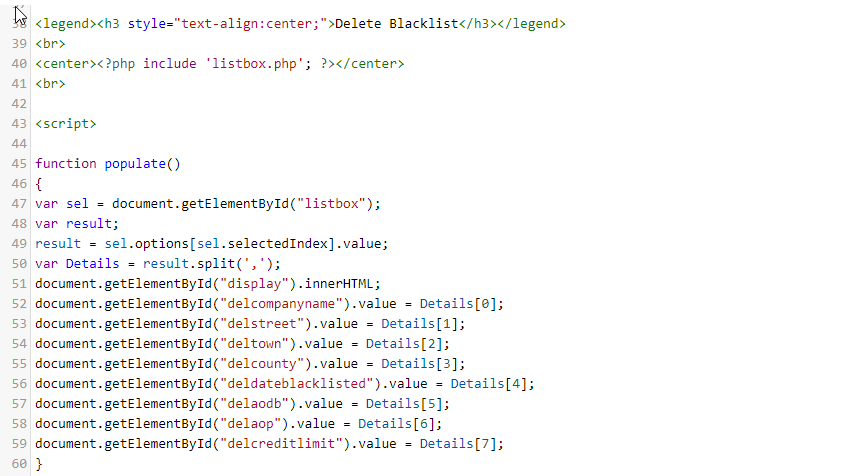 38 <legend><h3 style="text-align:center;">Delete Blacklist</h3></legend>
39 <br>
40 <center><?php include 'listbox.php'; ?></center>
41 <br>
42
43 <script>
44
45 function populate()
46 {
47 var sel = document.getElementById("listbox");
48 var result;
49 result = sel.options[sel.selectedIndex].value;
50 var Details = result.split(',');
51 document.getElementById("display").innerHTML;
52 document.getElementById("delcompanyname").value = Details[0];
53 document.getElementById("delstreet").value = Details[1];
54 document.getElementById("deltown").value = Details[2];
55 document.getElementById("delcounty").value = Details[3];
56 document.getElementById("deldateblacklisted").value = Details[4];
57 document.getElementById("delaodb").value = Details[5];
58 document.getElementById("delaop").value = Details[6];
59 document.getElementById("delcreditlimit").value = Details[7];
60 }